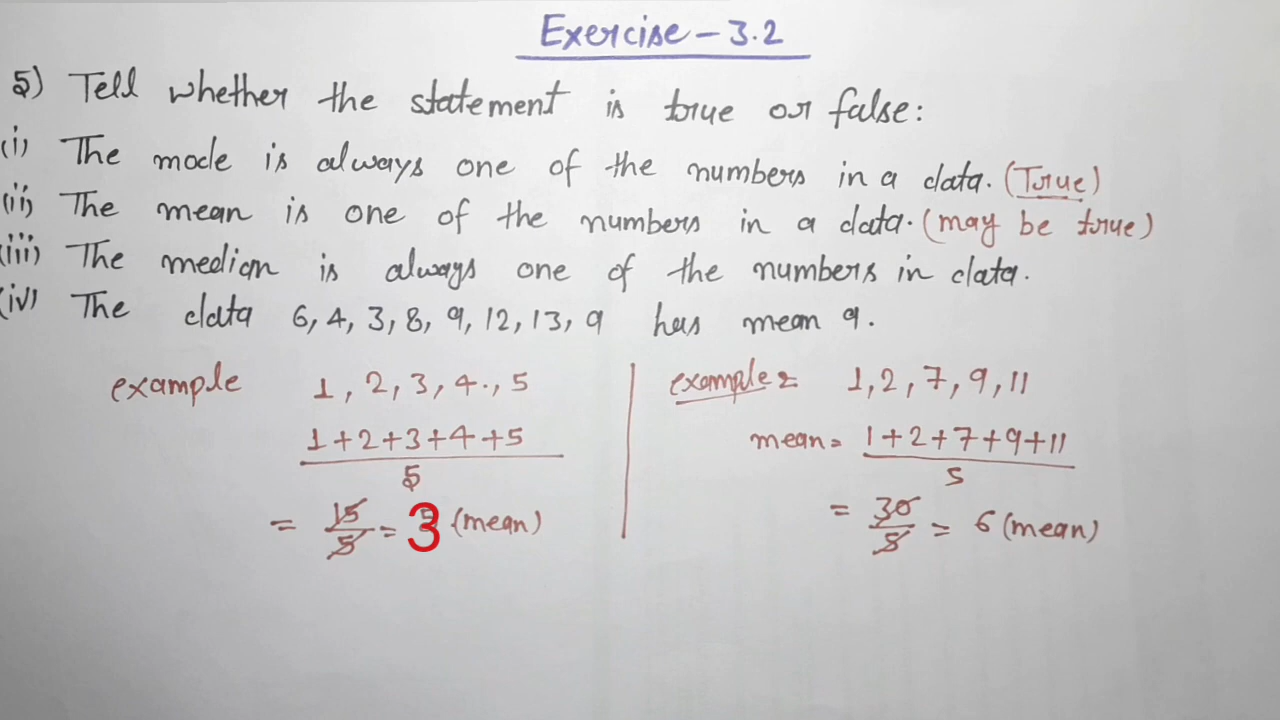 Exercise - 3.2
5) Tell whether the statement is true or false:
(i) The mode is always one of the numbers in a data. (True)
(ii) The mean is one of the numbers in a data. (may be true)
(iii) The median is always one of the numbers in data.
(iv) The data 6, 4, 3, 8, 9, 12, 13, 9 has mean 9.
example 1, 2, 3, 4, 5
1+2+3+4+5
5
= 15/5 = 3 (mean)
example 2 1, 2, 7, 9, 11
mean = 1+2+7+9+11
5
= 30/5 = 6 (mean)